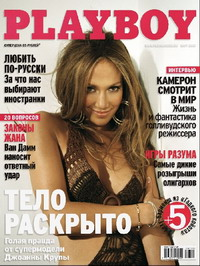 PLAYBOY
ЛЮБИТЬ
ПО-РУССКИ
За что нас
выбирают
иностранки
20 ВОПРОСОВ
ЗАКОНЫ
ЖАНА
Ван Дамм
наносит
ответный
удар
ИНТЕРВЬЮ
КАМЕРОН
СМОТРИТ
В МИР
Жизнь
и фантастика
голливудского
режиссера
ИГРЫ РАЗУМА
Самые дикие
розыгрыши
олигархов
ТЕЛО
РАСКРЫТО
Голая правда
от супермодели
Джоанны Крупы
5